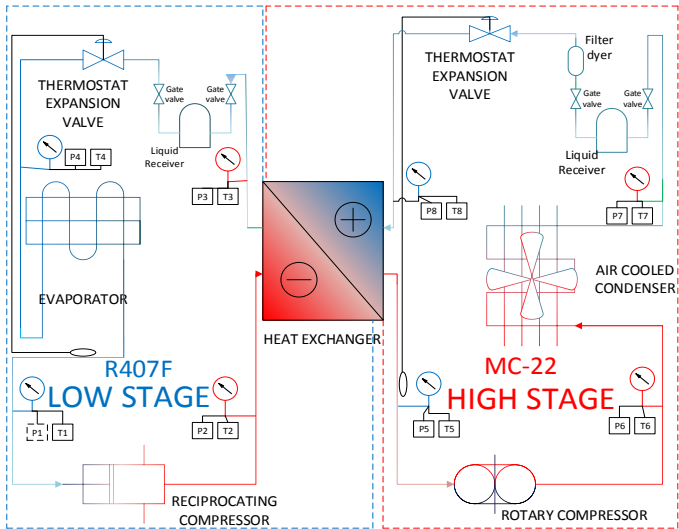 THERMOSTAT
EXPANSION
VALVE
Gate
valve
Gate
valve
Liquid
Receiver
P4
T4
P3
T3
EVAPORATOR
HEAT EXCHANGER
R407F
LOW STAGE
P1
T1
P2
T2
RECIPROCATING
COMPRESSOR
THERMOSTAT
EXPANSION
VALVE
Filter
dyer
Gate
valve
Gate
valve
Liquid
Receiver
P8
T8
P7
T7
AIR COOLED
CONDENSER
MC-22
HIGH STAGE
P5
T5
P6
T6
ROTARY COMPRESSOR